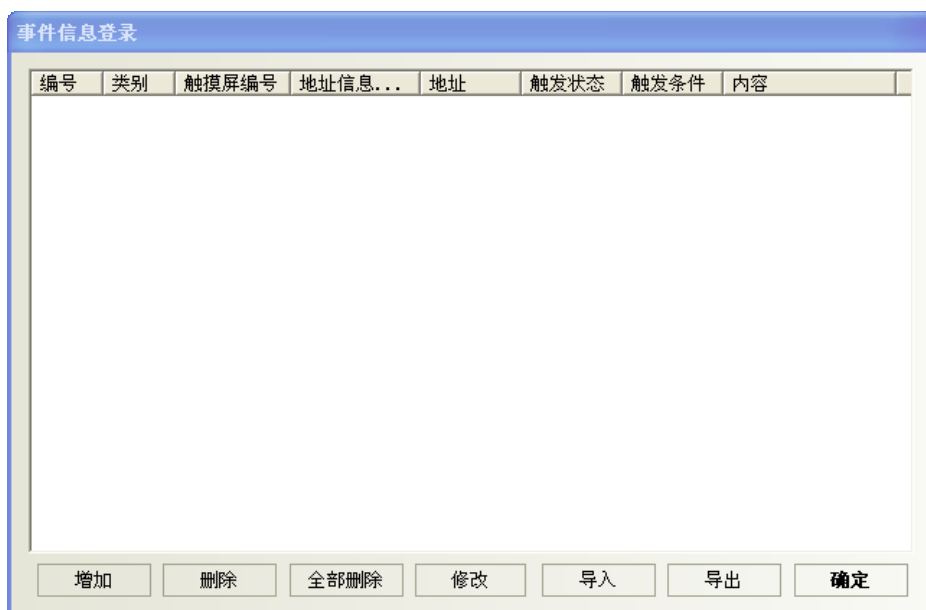 事件信息登录
编号 类别 触摸屏编号 地址信息... 地址 触发状态 触发条件 内容
增加 删除 全部删除 修改 导入 导出 确定